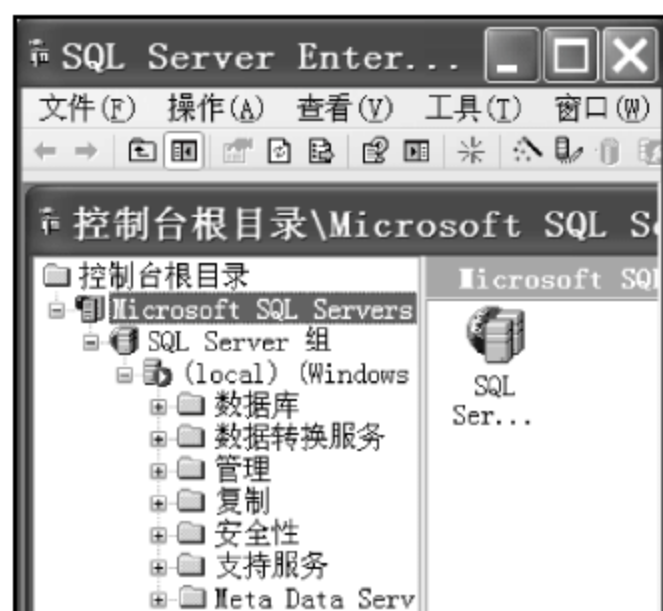 SQL Server Enter...
文件(F) 操作(A) 查看(V) 工具(T) 窗口(W)
控制台根目录\Microsoft SQL Se
控制台根目录
Microsoft SQL Servers
SQL Server 组
(local) (Windows
数据库
数据转换服务
管理
复制
安全性
支持服务
Meta Data Serv
Microsoft SQL
SQL
Ser...